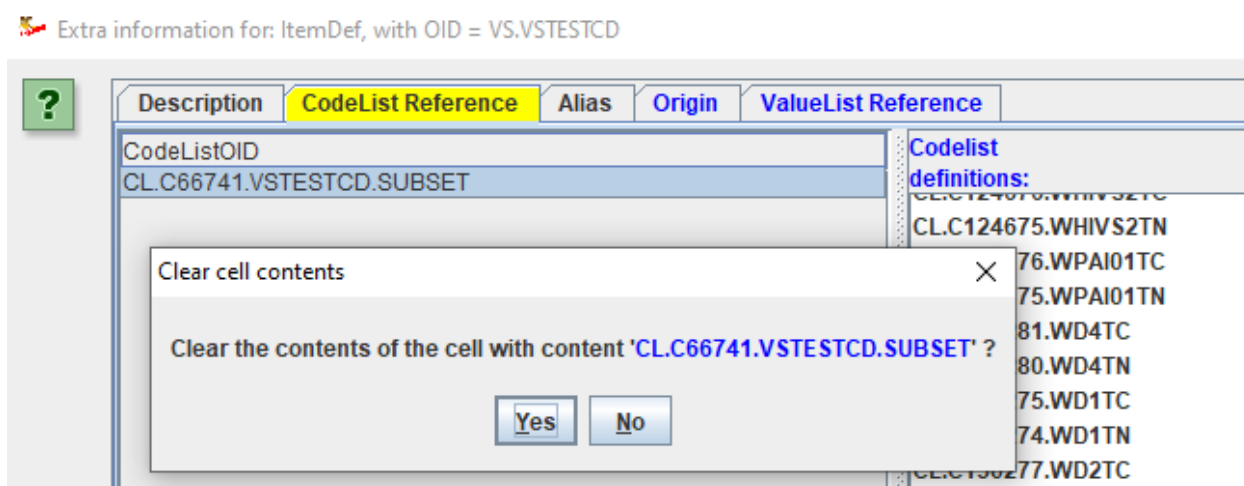 Extra information for: ItemDef, with OID = VS.VSTESTCD
?
Description CodeList Reference Alias Origin ValueList Reference
CodeListOID
CL.C66741.VSTESTCD.SUBSET
Codelist
definitions:
CL.C124675.WHIVS2TN
76.WPAI01TC
75.WPAI01TN
81.WD4TC
80.WD4TN
75.WD1TC
74.WD1TN
277.WD2TC
Clear cell contents
Clear the contents of the cell with content 'CL.C66741.VSTESTCD.SUBSET' ?
Yes No